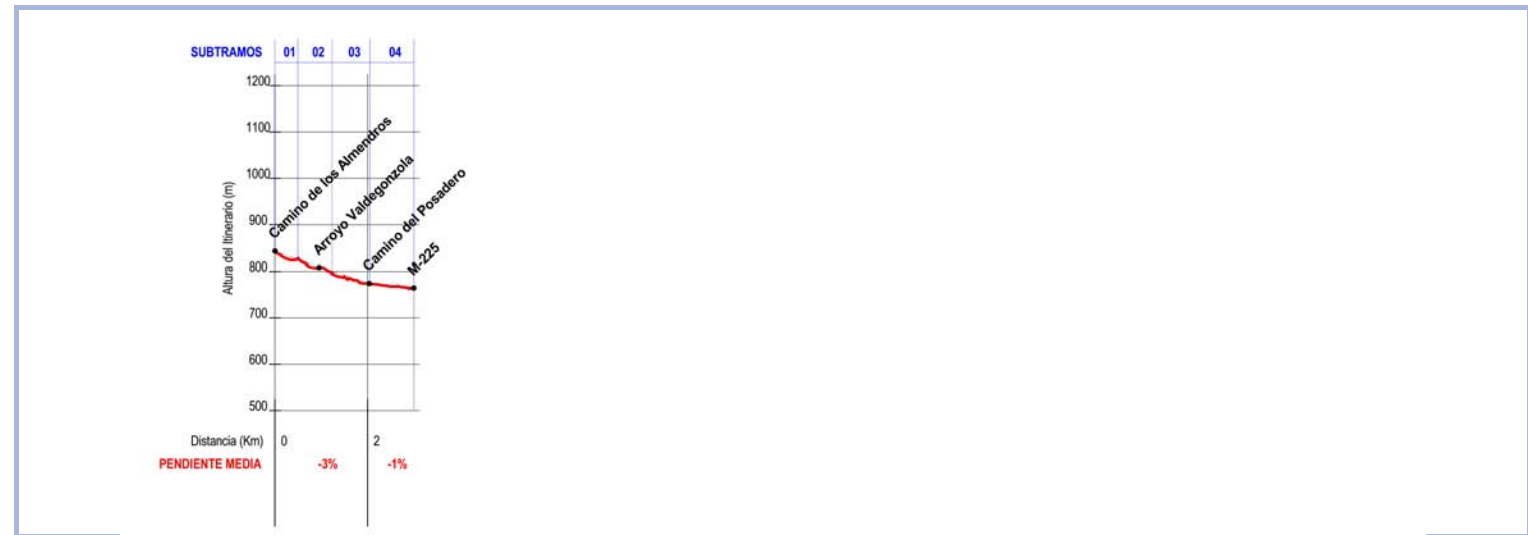 SUBTRAMOS 01 02 03 04
1200
1100
1000
900
800
700
600
500
Altura del Itinerario (m)
Camino de los Almendros
Arroyo Valdegonzola
Camino del Posadero
M-225
Distancia (Km) 0 2
PENDIENTE MEDIA -3% -1%